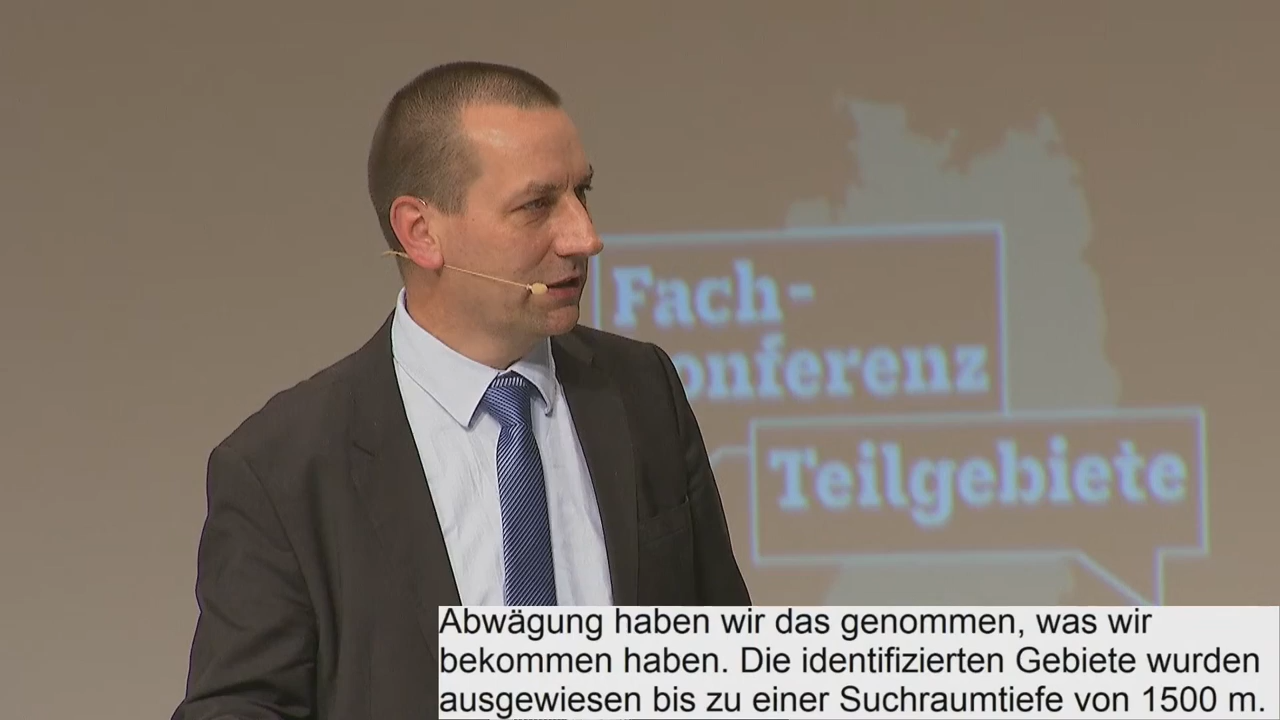 Fach-
onferenz
Teilgebiete
Abwägung haben wir das genommen, was wir
bekommen haben. Die identifizierten Gebiete wurden
ausgewiesen bis zu einer Suchraumtiefe von 1500 m.